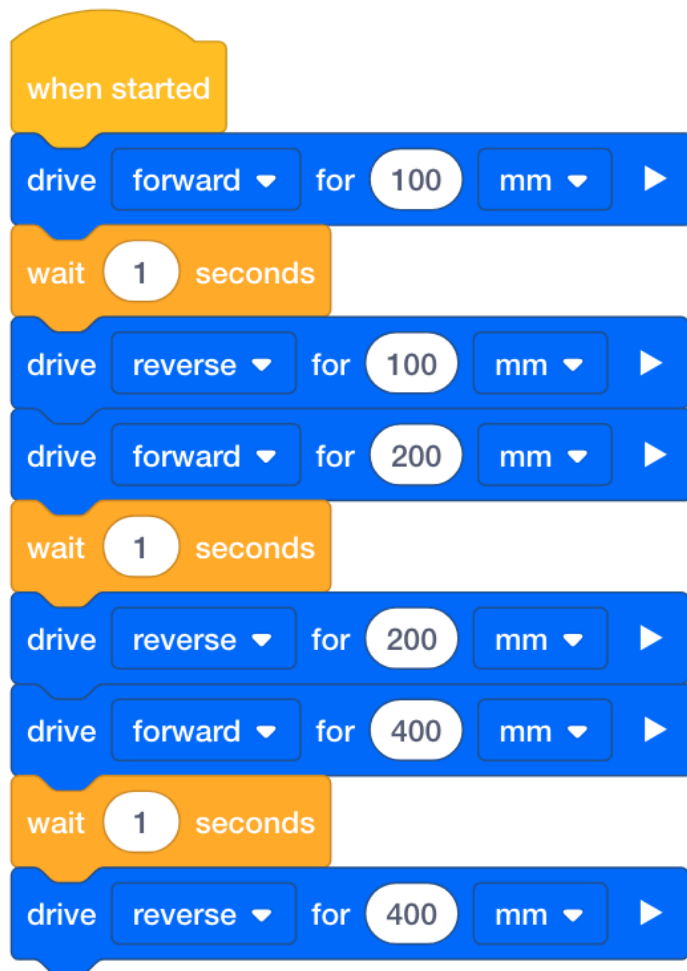 when started
drive forward for 100 mm
wait 1 seconds
drive reverse for 100 mm
drive forward for 200 mm
wait 1 seconds
drive reverse for 200 mm
drive forward for 400 mm
wait 1 seconds
drive reverse for 400 mm